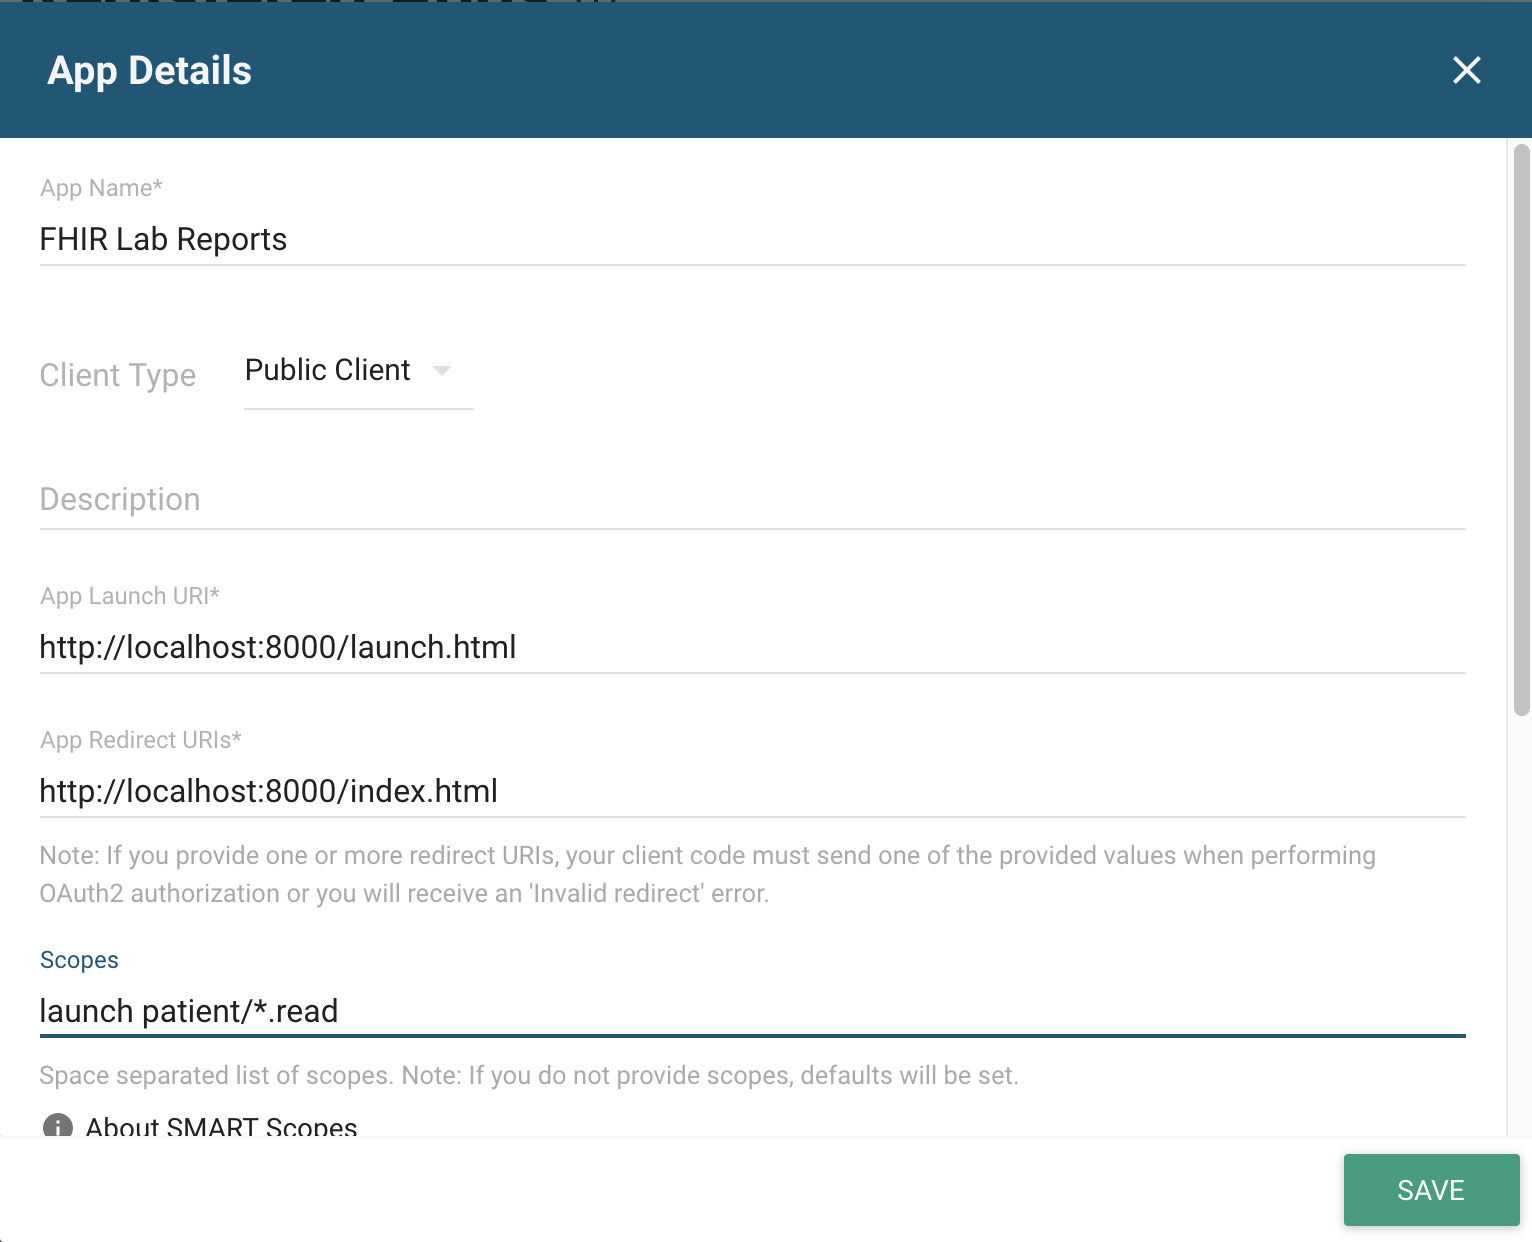 App Details
App Name*
FHIR Lab Reports
Client Type Public Client
Description
App Launch URI*
http://localhost:8000/launch.html
App Redirect URIs*
http://localhost:8000/index.html
Note: If you provide one or more redirect URIs, your client code must send one of the provided values when performing
OAuth2 authorization or you will receive an 'Invalid redirect' error.
Scopes
launch patient/*.read
Space separated list of scopes. Note: If you do not provide scopes, defaults will be set.
About SMART Scopes
SAVE